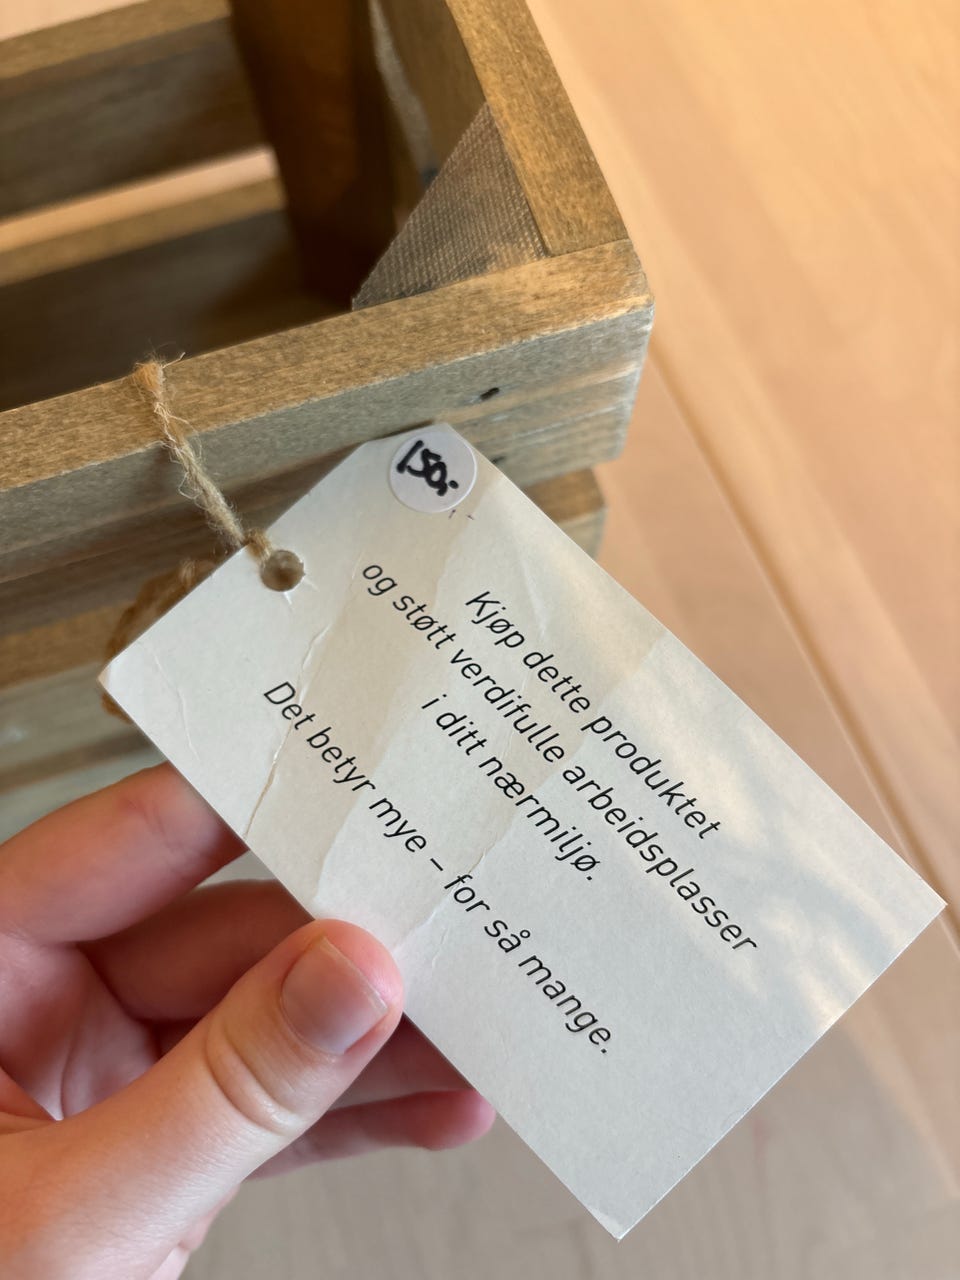 150,-
Kjøp dette produktet
og støtt verdifulle arbeidsplasser
i ditt nærmiljø.
Det betyr mye – for så mange.